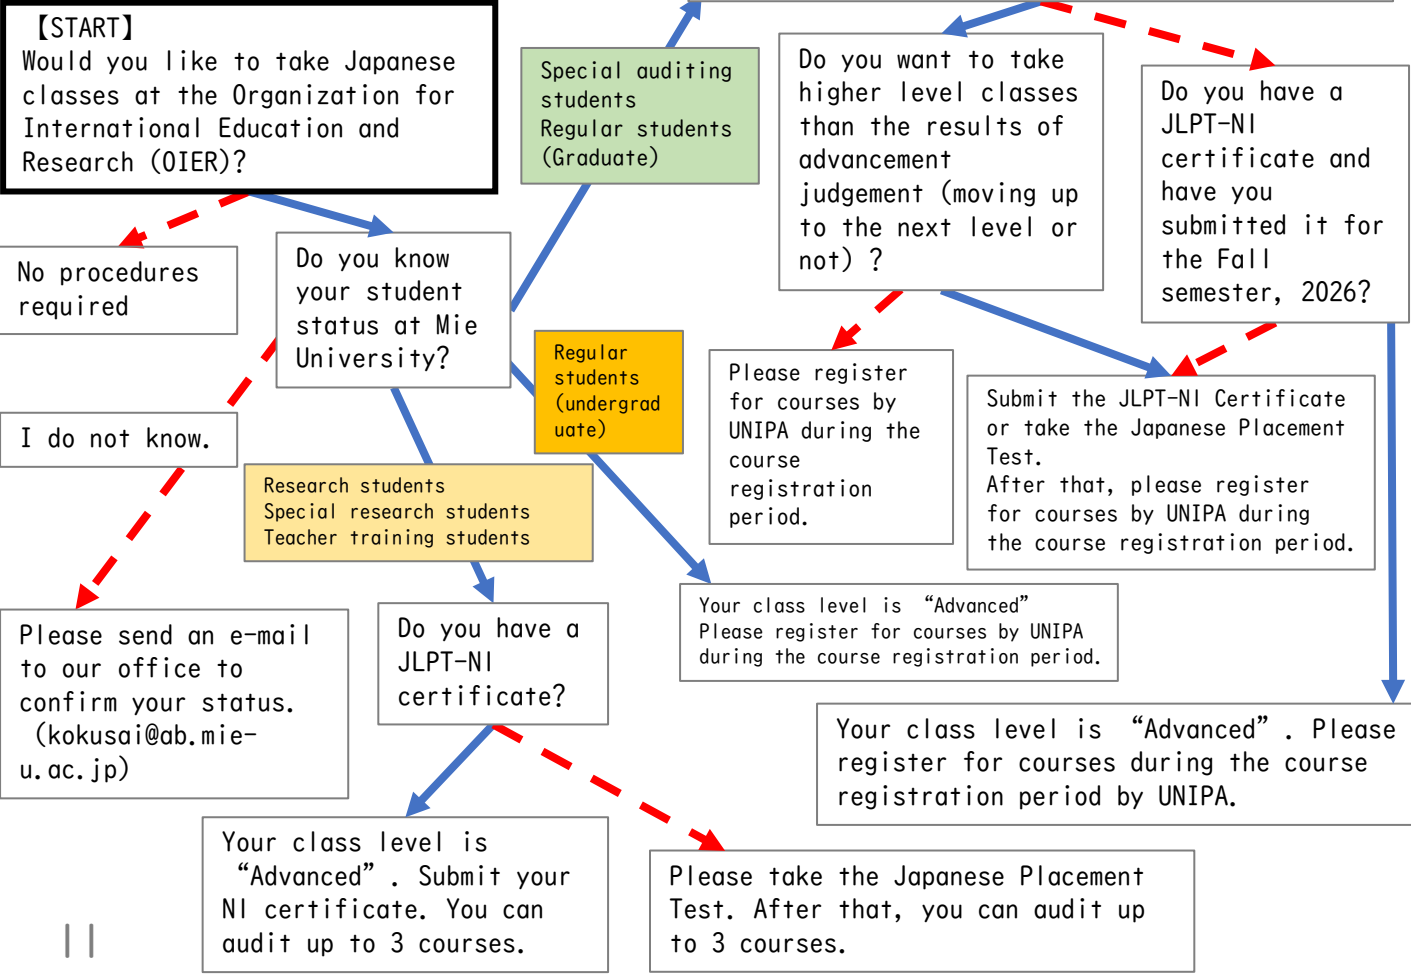 【START】
Would you like to take Japanese
classes at the Organization for
International Education and
Research (OIER)?
Special auditing
students
Regular students
(Graduate)
Do you want to take
higher level classes
than the results of
advancement
judgement (moving up
to the next level or
not) ?
Do you have a
JLPT-N1
certificate and
have you
submitted it for
the Fall
semester, 2026?
No procedures
required
Do you know
your student
status at Mie
University?
Regular
students
(undergrad
uate)
Please register
for courses by
UNIPA during the
course
registration
period.
Submit the JLPT-N1 Certificate
or take the Japanese Placement
Test.
After that, please register
for courses by UNIPA during
the course registration period.
I do not know.
Research students
Special research students
Teacher training students
Your class level is “Advanced”
Please register for courses by UNIPA
during the course registration period.
Please send an e-mail
to our office to
confirm your status.
(kokusai@ab.mie-
u.ac.jp)
Do you have a
JLPT-N1
certificate?
Your class level is “Advanced”. Please
register for courses during the course
registration period by UNIPA.
Your class level is
“Advanced”. Submit your
N1 certificate. You can
audit up to 3 courses.
Please take the Japanese Placement
Test. After that, you can audit up
to 3 courses.
11